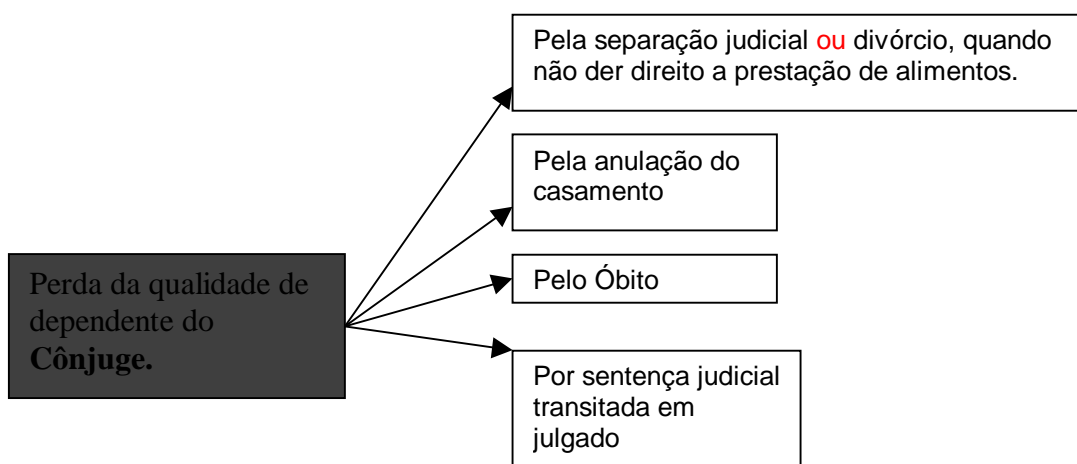 Pela separação judicial ou divórcio, quando
não der direito a prestação de alimentos.
Pela anulação do
casamento
Pelo Óbito
Perda da qualidade de
dependente do
Cônjuge.
Por sentença judicial
transitada em
julgado